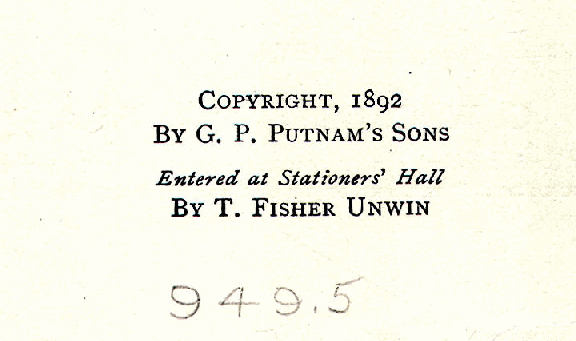 COPYRIGHT, 1892
BY G. P. PUTNAM'S SONS
Entered at Stationers' Hall
BY T. FISHER UNWIN
949.5